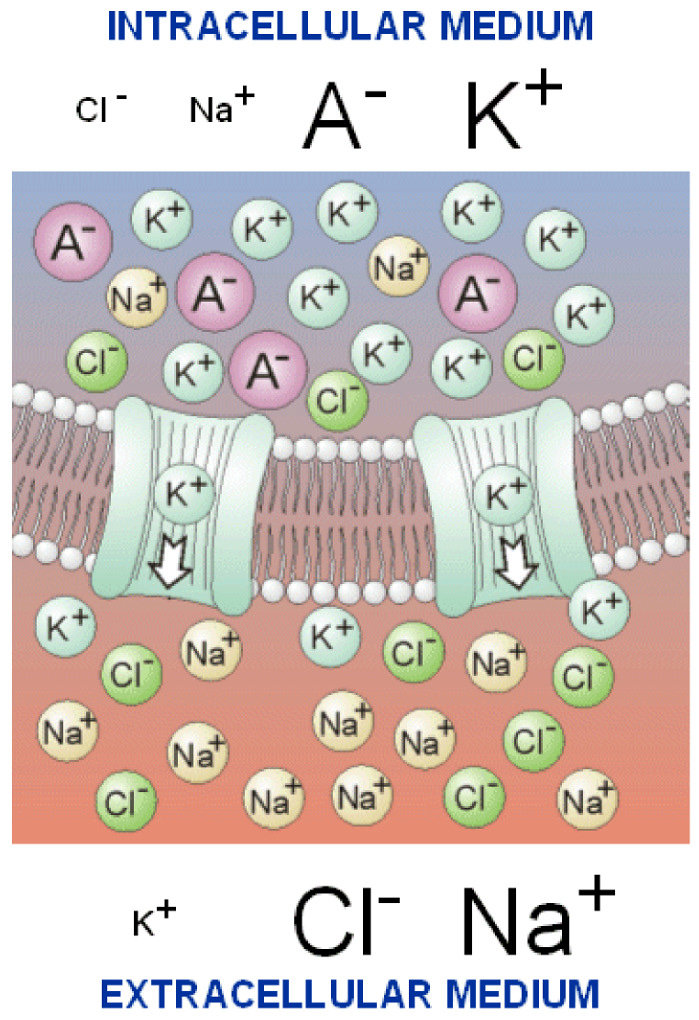 INTRACELLULAR MEDIUM
Cl- Na+ A- K+
A- K+ K+ K+ K+ K+
Na+ A- K+ Na+ A- K+
Cl- K+ A- Cl- K+ K+ Cl-
K+ K+
K+ Cl- Na+ K+ Cl- Na+ Cl- K+
Na+ Na+ Na+ Na+ Cl-
Cl- Na+ Na+ Cl- Na+
K+ Cl- Na+
EXTRACELLULAR MEDIUM